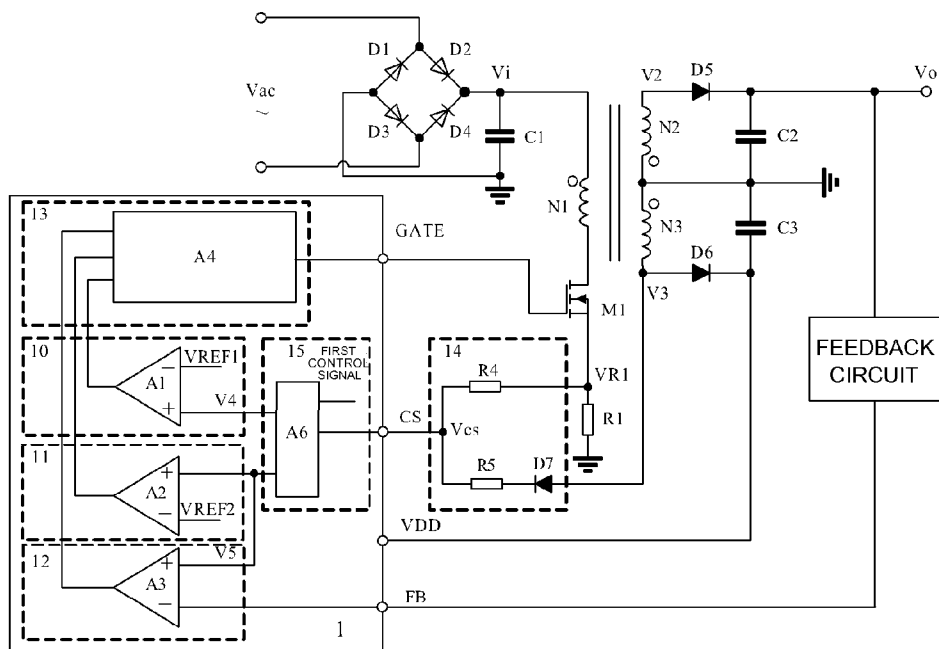 D1
D2
Vac
~
D3
D4
Vi
C1
N1
V2
D5
Vo
N2
C2
N3
C3
D6
V3
13
A4
GATE
M1
10
VREF1
A1
V4
15
FIRST
CONTROL
SIGNAL
A6
CS
14
R4
VR1
R1
Vcs
R5
D7
FEEDBACK
CIRCUIT
11
A2
VREF2
VDD
12
V5
A3
FB
1